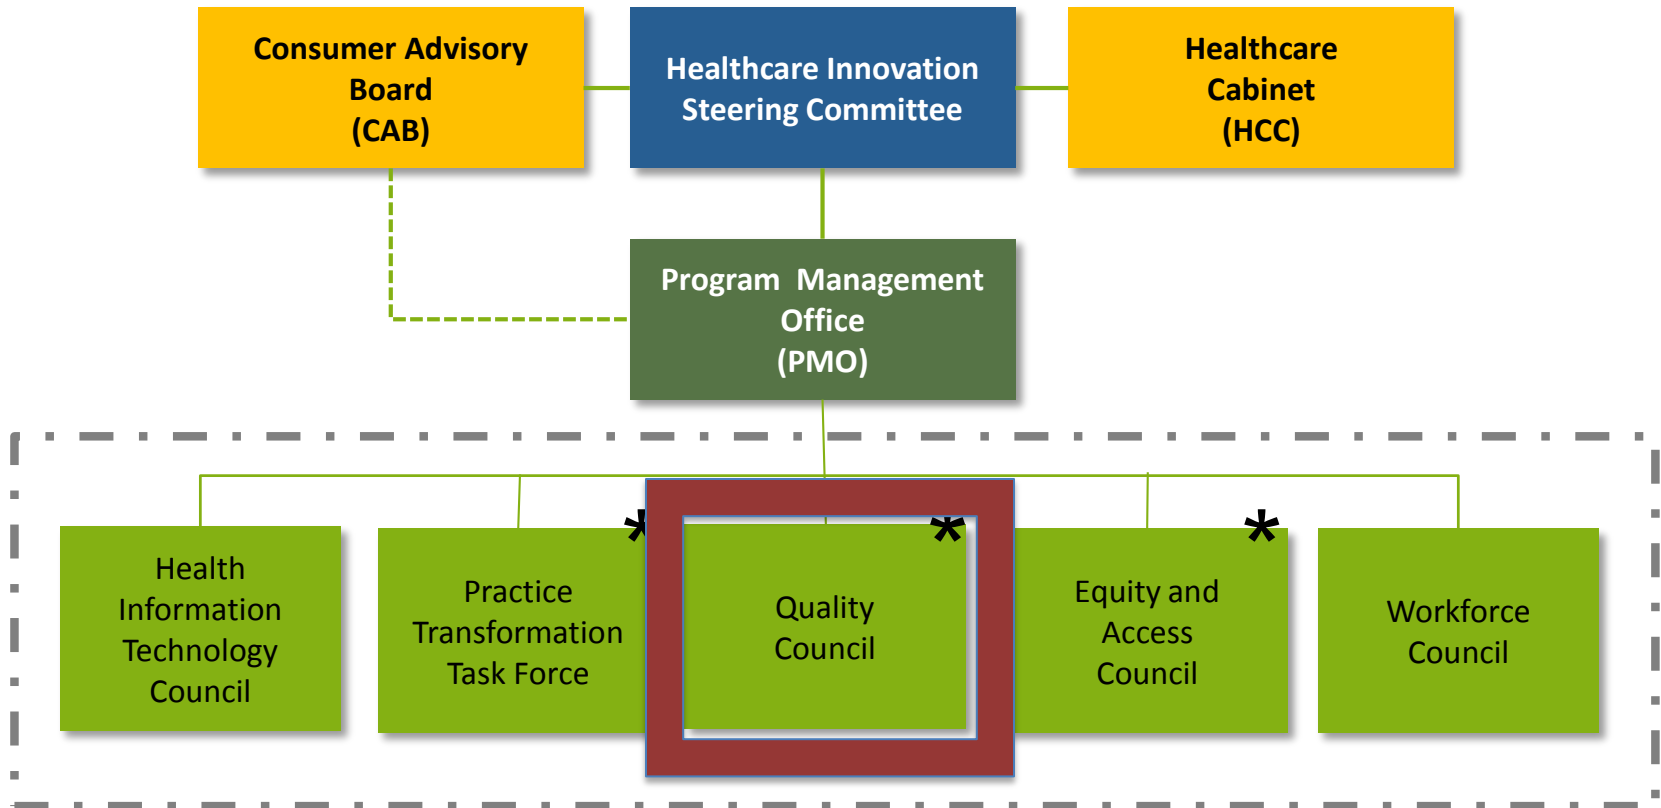 Consumer Advisory
Board
(CAB)
Healthcare Innovation
Steering Committee
Healthcare
Cabinet
(HCC)
Program  Management
Office
(PMO)
Health
Information
Technology
Council
*
Practice
Transformation
Task Force
*
Quality
Council
*
Equity and
Access
Council
Workforce
Council